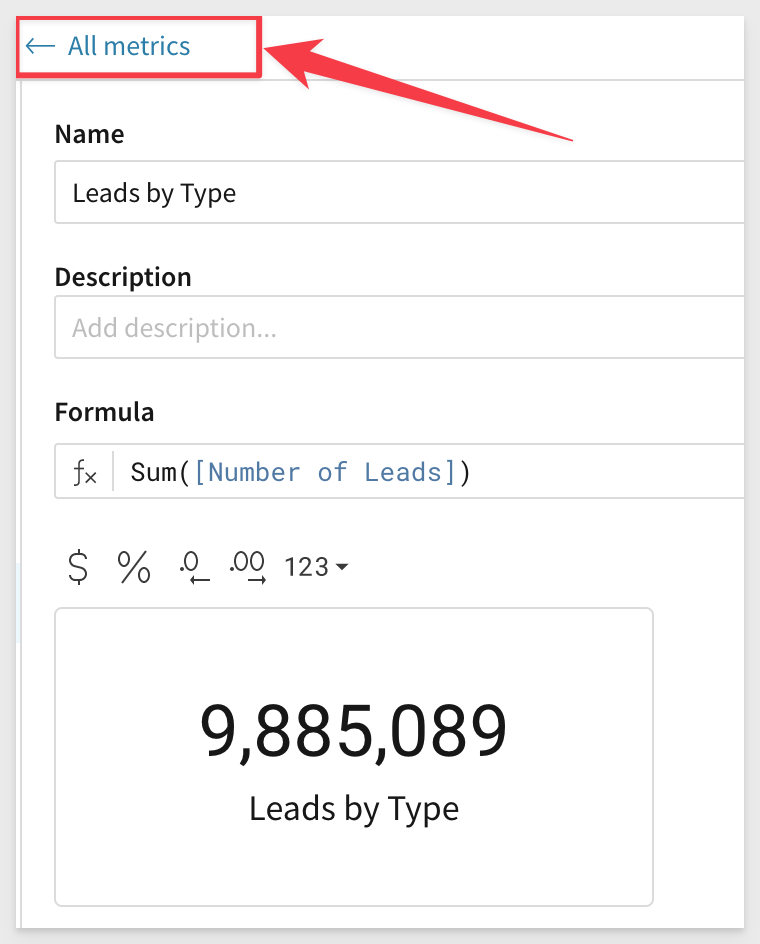 ← All metrics
Name
Leads by Type
Description
Add description...
Formula
fx Sum([Number of Leads])
$ % .0 .00 123
9,885,089
Leads by Type